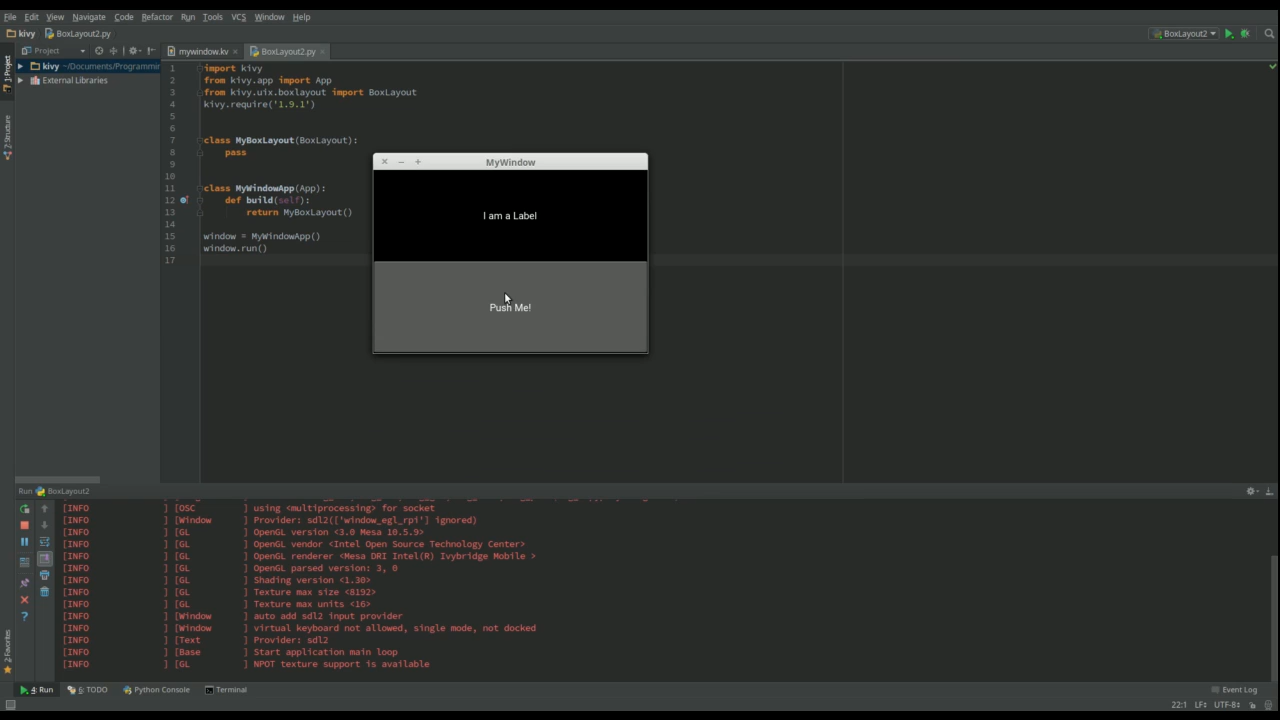 File Edit View Navigate Code Refactor Run Tools VCS Window Help
kivy BoxLayout2.py BoxLayout2
Project mywindow.kv BoxLayout2.py
1: Project
2: Structure
2: Favorites
kivy ~/Documents/Programmin
External Libraries
1 import kivy
2 from kivy.app import App
3 from kivy.uix.boxlayout import BoxLayout
4 kivy.require('1.9.1')
5
6
7 class MyBoxLayout(BoxLayout):
8 pass
9
10
11 class MyWindowApp(App):
12 def build(self):
13 return MyBoxLayout()
14
15 window = MyWindowApp()
16 window.run()
17
MyWindow
I am a Label
Push Me!
Run BoxLayout2
[INFO ] [OSC ] using <multiprocessing> for socket
[INFO ] [Window ] Provider: sdl2(['window_egl_rpi'] ignored)
[INFO ] [GL ] OpenGL version <3.0 Mesa 10.5.9>
[INFO ] [GL ] OpenGL vendor <Intel Open Source Technology Center>
[INFO ] [GL ] OpenGL renderer <Mesa DRI Intel(R) Ivybridge Mobile >
[INFO ] [GL ] OpenGL parsed version: 3, 0
[INFO ] [GL ] Shading version <1.30>
[INFO ] [GL ] Texture max size <8192>
[INFO ] [GL ] Texture max units <16>
[INFO ] [Window ] auto add sdl2 input provider
[INFO ] [Window ] virtual keyboard not allowed, single mode, not docked
[INFO ] [Text ] Provider: sdl2
[INFO ] [Base ] Start application main loop
[INFO ] [GL ] NPOT texture support is available
4: Run 6: TODO Python Console Terminal Event Log
22:1 LF UTF-8